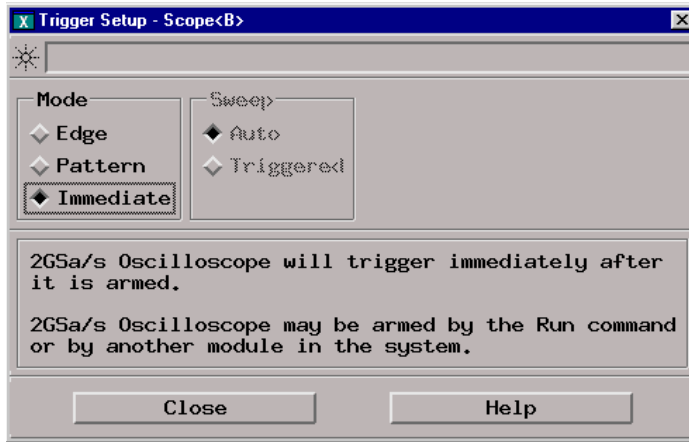 Trigger Setup - Scope<B>
Mode
Sweep
Edge
Auto
Pattern
Triggered
Immediate
2GSa/s Oscilloscope will trigger immediately after
it is armed.
2GSa/s Oscilloscope may be armed by the Run command
or by another module in the system.
Close
Help